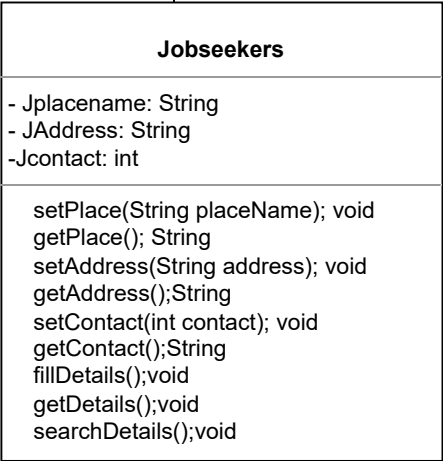 Jobseekers
- Jplacename: String
- JAddress: String
-Jcontact: int
setPlace(String placeName); void
getPlace(); String
setAddress(String address); void
getAddress();String
setContact(int contact); void
getContact();String
fillDetails();void
getDetails();void
searchDetails();void